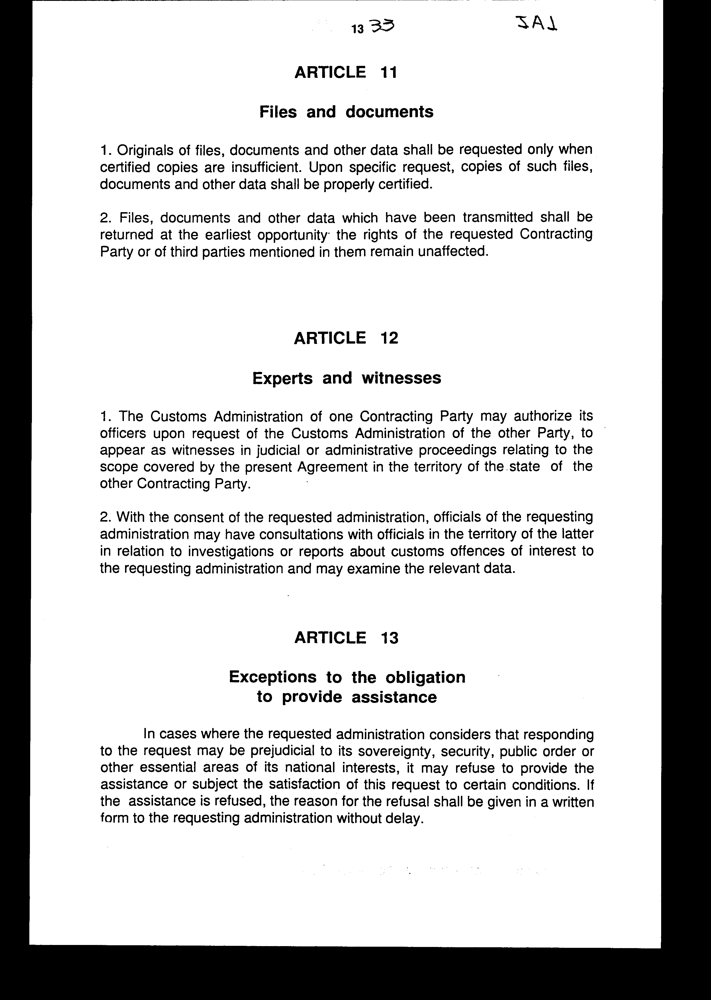 13 33 JA1
ARTICLE 11
Files and documents
1. Originals of files, documents and other data shall be requested only when
certified copies are insufficient. Upon specific request, copies of such files,
documents and other data shall be properly certified.
2. Files, documents and other data which have been transmitted shall be
returned at the earliest opportunity· the rights of the requested Contracting
Party or of third parties mentioned in them remain unaffected.
ARTICLE 12
Experts and witnesses
1. The Customs Administration of one Contracting Party may authorize its
officers upon request of the Customs Administration of the other Party, to
appear as witnesses in judicial or administrative proceedings relating to the
scope covered by the present Agreement in the territory of the state of the
other Contracting Party.
2. With the consent of the requested administration, officials of the requesting
administration may have consultations with officials in the territory of the latter
in relation to investigations or reports about customs offences of interest to
the requesting administration and may examine the relevant data.
ARTICLE 13
Exceptions to the obligation
to provide assistance
In cases where the requested administration considers that responding
to the request may be prejudicial to its sovereignty, security, public order or
other essential areas of its national interests, it may refuse to provide the
assistance or subject the satisfaction of this request to certain conditions. If
the assistance is refused, the reason for the refusal shall be given in a written
form to the requesting administration without delay.